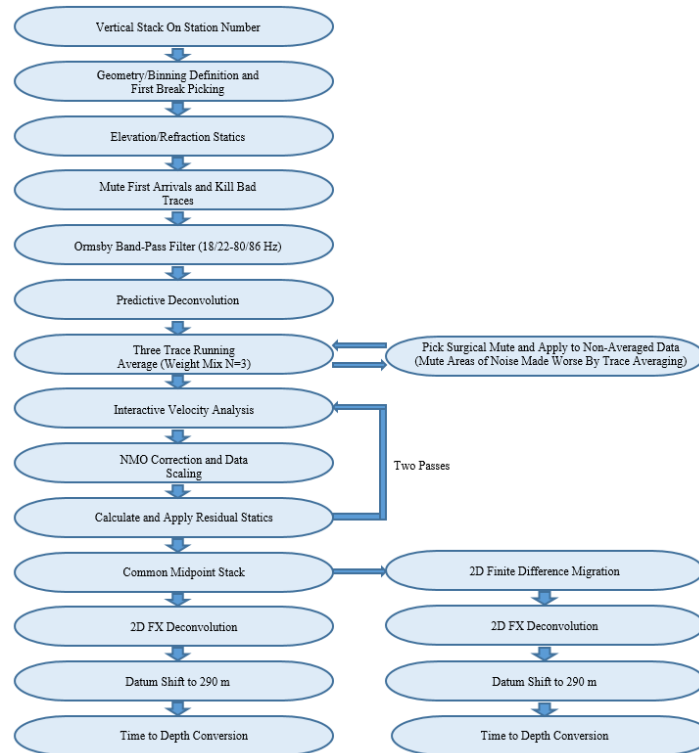 Vertical Stack On Station Number
Geometry/Binning Definition and
First Break Picking
Elevation/Refraction Statics
Mute First Arrivals and Kill Bad
Traces
Ormsby Band-Pass Filter (18/22-80/86 Hz)
Predictive Deconvolution
Three Trace Running
Average (Weight Mix N=3)
Pick Surgical Mute and Apply to Non-Averaged Data
(Mute Areas of Noise Made Worse By Trace Averaging)
Interactive Velocity Analysis
NMO Correction and Data
Scaling
Two Passes
Calculate and Apply Residual Statics
Common Midpoint Stack
2D FX Deconvolution
Datum Shift to 290 m
Time to Depth Conversion
2D Finite Difference Migration
2D FX Deconvolution
Datum Shift to 290 m
Time to Depth Conversion